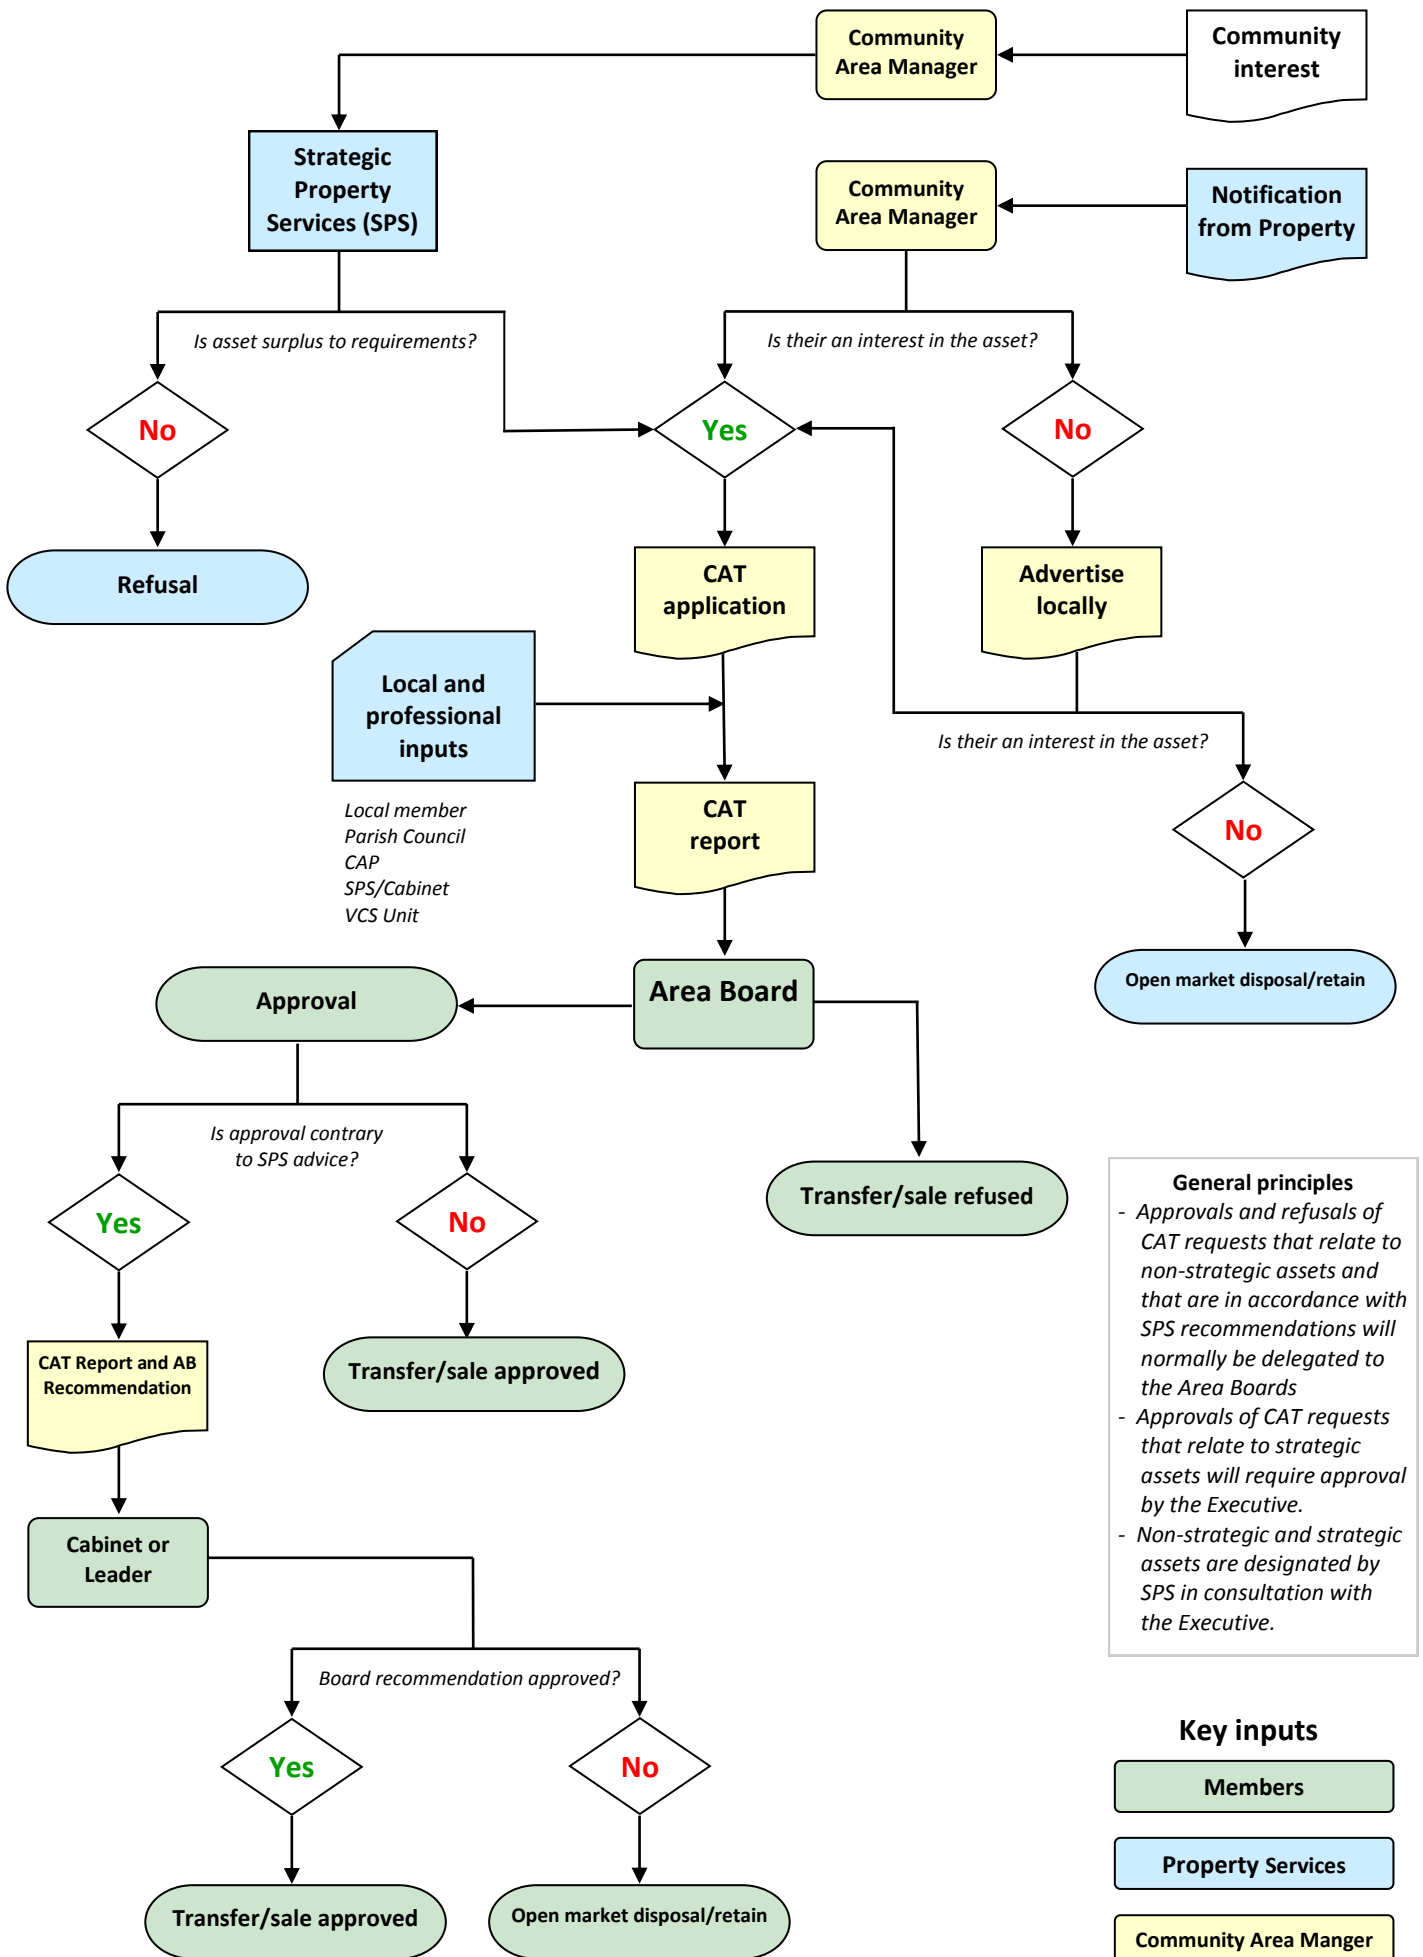 Community
Area Manager
Community
interest
Strategic
Property
Services (SPS)
Community
Area Manager
Notification
from Property
Is asset surplus to requirements?
Is their an interest in the asset?
No
Yes
No
Refusal
CAT
application
Advertise
locally
Local and
professional
inputs
Is their an interest in the asset?
Local member
Parish Council
CAP
SPS/Cabinet
VCS Unit
CAT
report
No
Approval
Area Board
Open market disposal/retain
Is approval contrary
to SPS advice?
Yes
No
Transfer/sale refused
General principles
- Approvals and refusals of
CAT requests that relate to
non-strategic assets and
that are in accordance with
SPS recommendations will
normally be delegated to
the Area Boards
- Approvals of CAT requests
that relate to strategic
assets will require approval
by the Executive.
- Non-strategic and strategic
assets are designated by
SPS in consultation with
the Executive.
CAT Report and AB
Recommendation
Transfer/sale approved
Cabinet or
Leader
Board recommendation approved?
Yes
No
Transfer/sale approved
Open market disposal/retain
Key inputs
Members
Property Services
Community Area Manger